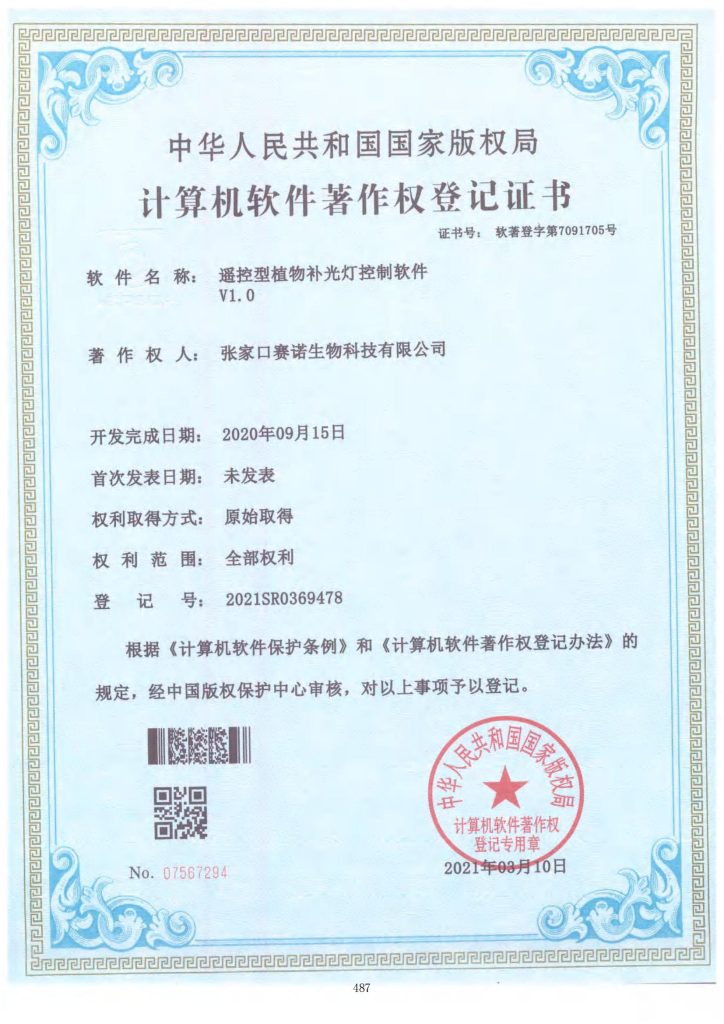 中华人民共和国国家版权局
计算机软件著作权登记证书
证书号： 软著登字第7091705号
软件名称： 遥控型植物补光灯控制软件
V1.0
著作权人： 张家口赛诺生物科技有限公司
开发完成日期： 2020年09月15日
首次发表日期： 未发表
权利取得方式： 原始取得
权利范围： 全部权利
登记号： 2021SR0369478
根据《计算机软件保护条例》和《计算机软件著作权登记办法》的
规定，经中国版权保护中心审核，对以上事项予以登记。
中华人民共和国国家版权局
计算机软件著作权
登记专用章
No. 07567294
2021年03月10日
487